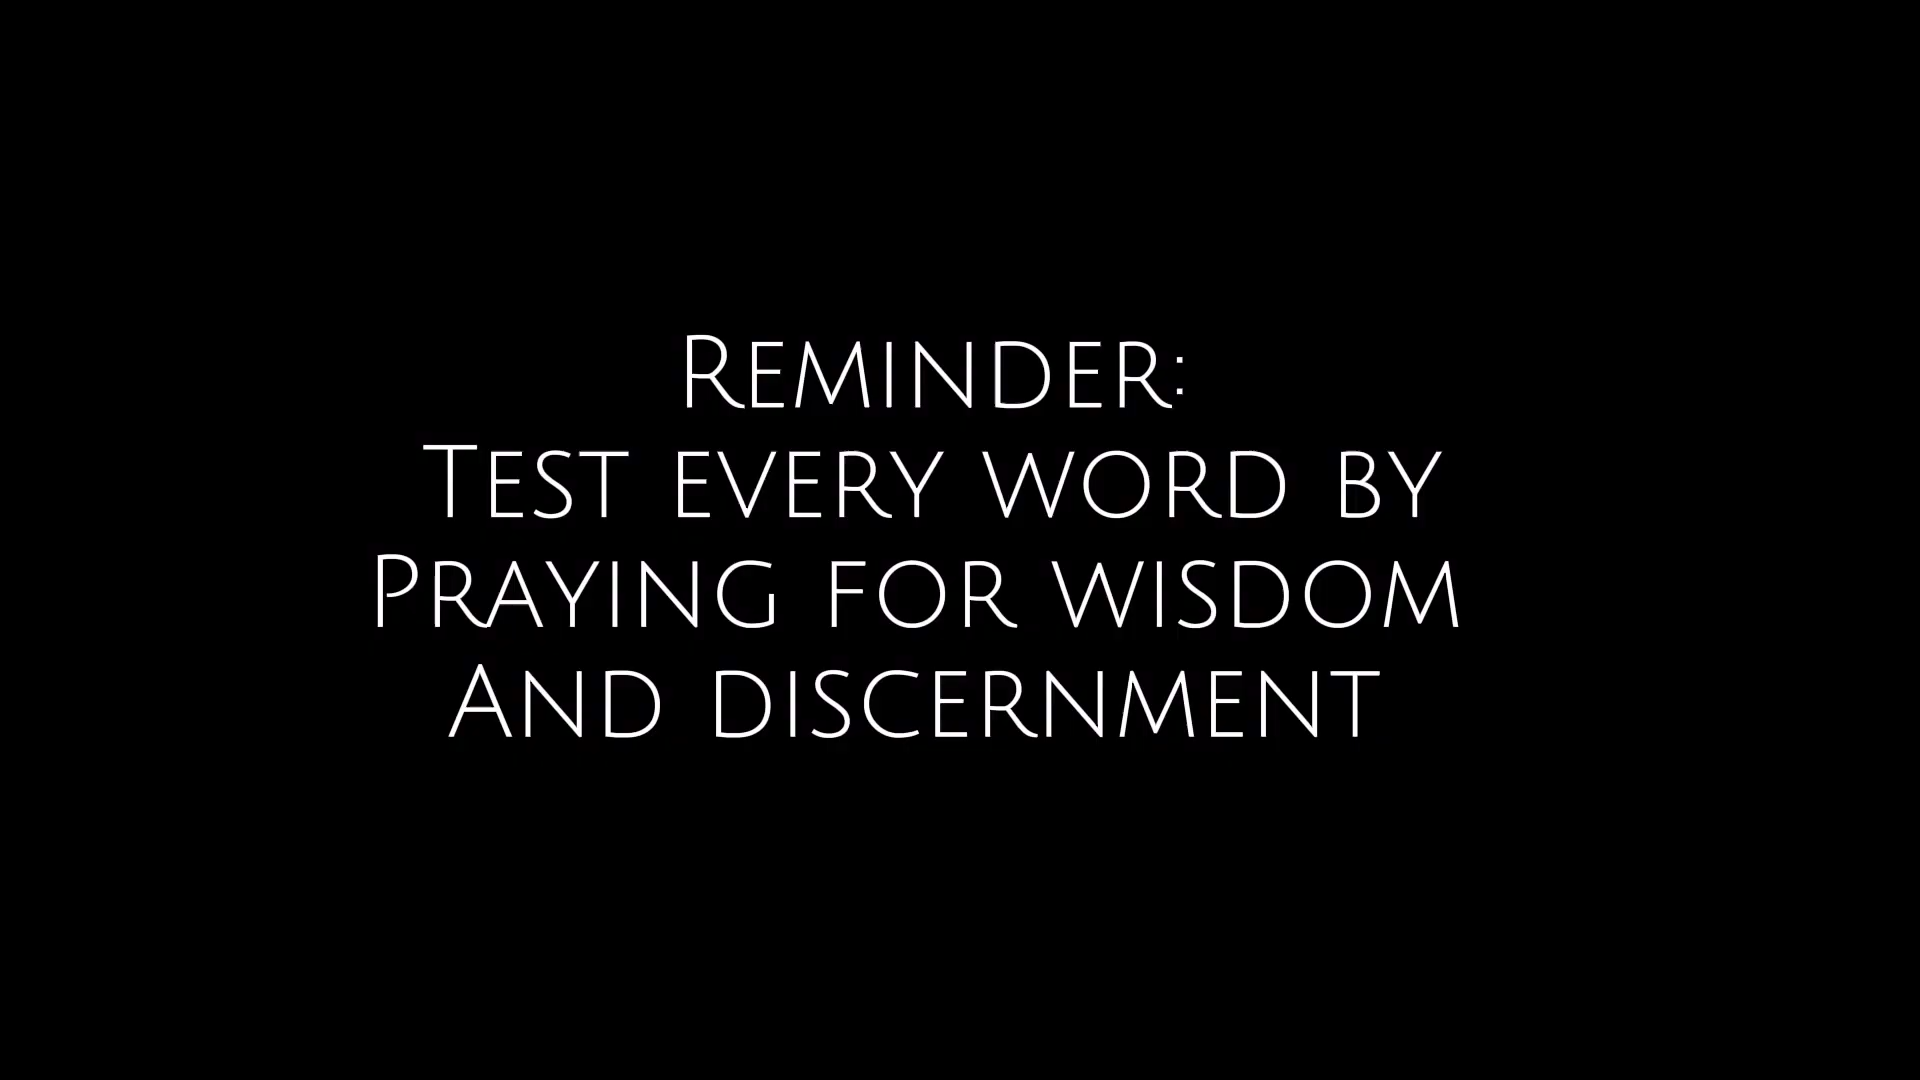 Reminder:
Test every word by
Praying for wisdom
And discernment